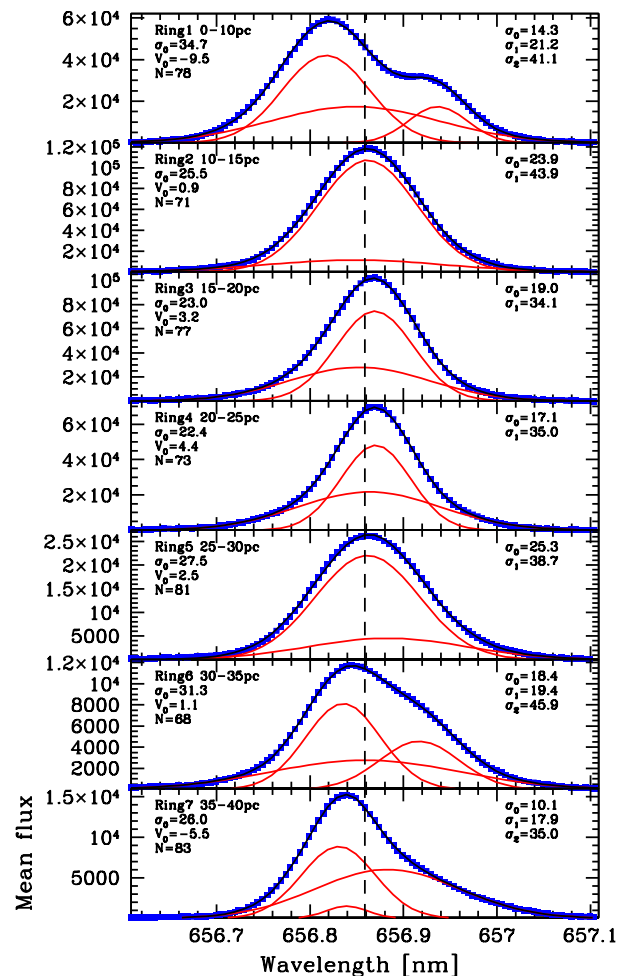 6×10⁴
4×10⁴
2×10⁴
Ring1 0−10pc
σ₀=34.7
V₀=−9.5
N=78
σ₀=14.3
σ₁=21.2
σ₂=41.1
1.2×10⁵
10⁵
8×10⁴
6×10⁴
4×10⁴
2×10⁴
Ring2 10−15pc
σ₀=25.5
V₀=0.9
N=71
σ₀=23.9
σ₁=43.9
10⁵
8×10⁴
6×10⁴
4×10⁴
2×10⁴
Ring3 15−20pc
σ₀=23.0
V₀=3.2
N=77
σ₀=19.0
σ₁=34.1
6×10⁴
4×10⁴
2×10⁴
Ring4 20−25pc
σ₀=22.4
V₀=4.4
N=73
σ₀=17.1
σ₁=35.0
2.5×10⁴
2×10⁴
1.5×10⁴
10⁴
5000
Ring5 25−30pc
σ₀=27.5
V₀=2.5
N=81
σ₀=25.3
σ₁=38.7
1.2×10⁴
10⁴
8000
6000
4000
2000
Ring6 30−35pc
σ₀=31.3
V₀=1.1
N=68
σ₀=18.4
σ₁=19.4
σ₂=45.9
1.5×10⁴
10⁴
5000
Ring7 35−40pc
σ₀=26.0
V₀=−5.5
N=83
σ₀=10.1
σ₁=17.9
σ₂=35.0
Mean flux
656.7 656.8 656.9 657 657.1
Wavelength [nm]